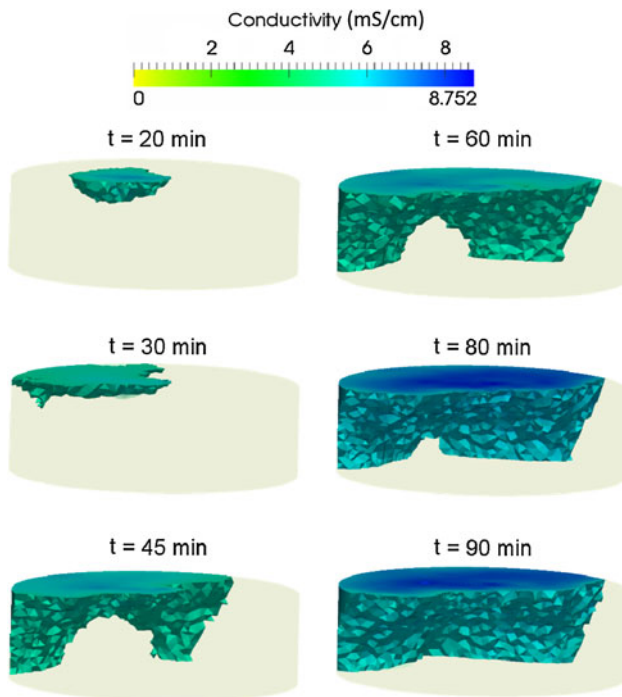 Conductivity (mS/cm)
2 4 6 8
0 8.752
t = 20 min
t = 60 min
t = 30 min
t = 80 min
t = 45 min
t = 90 min